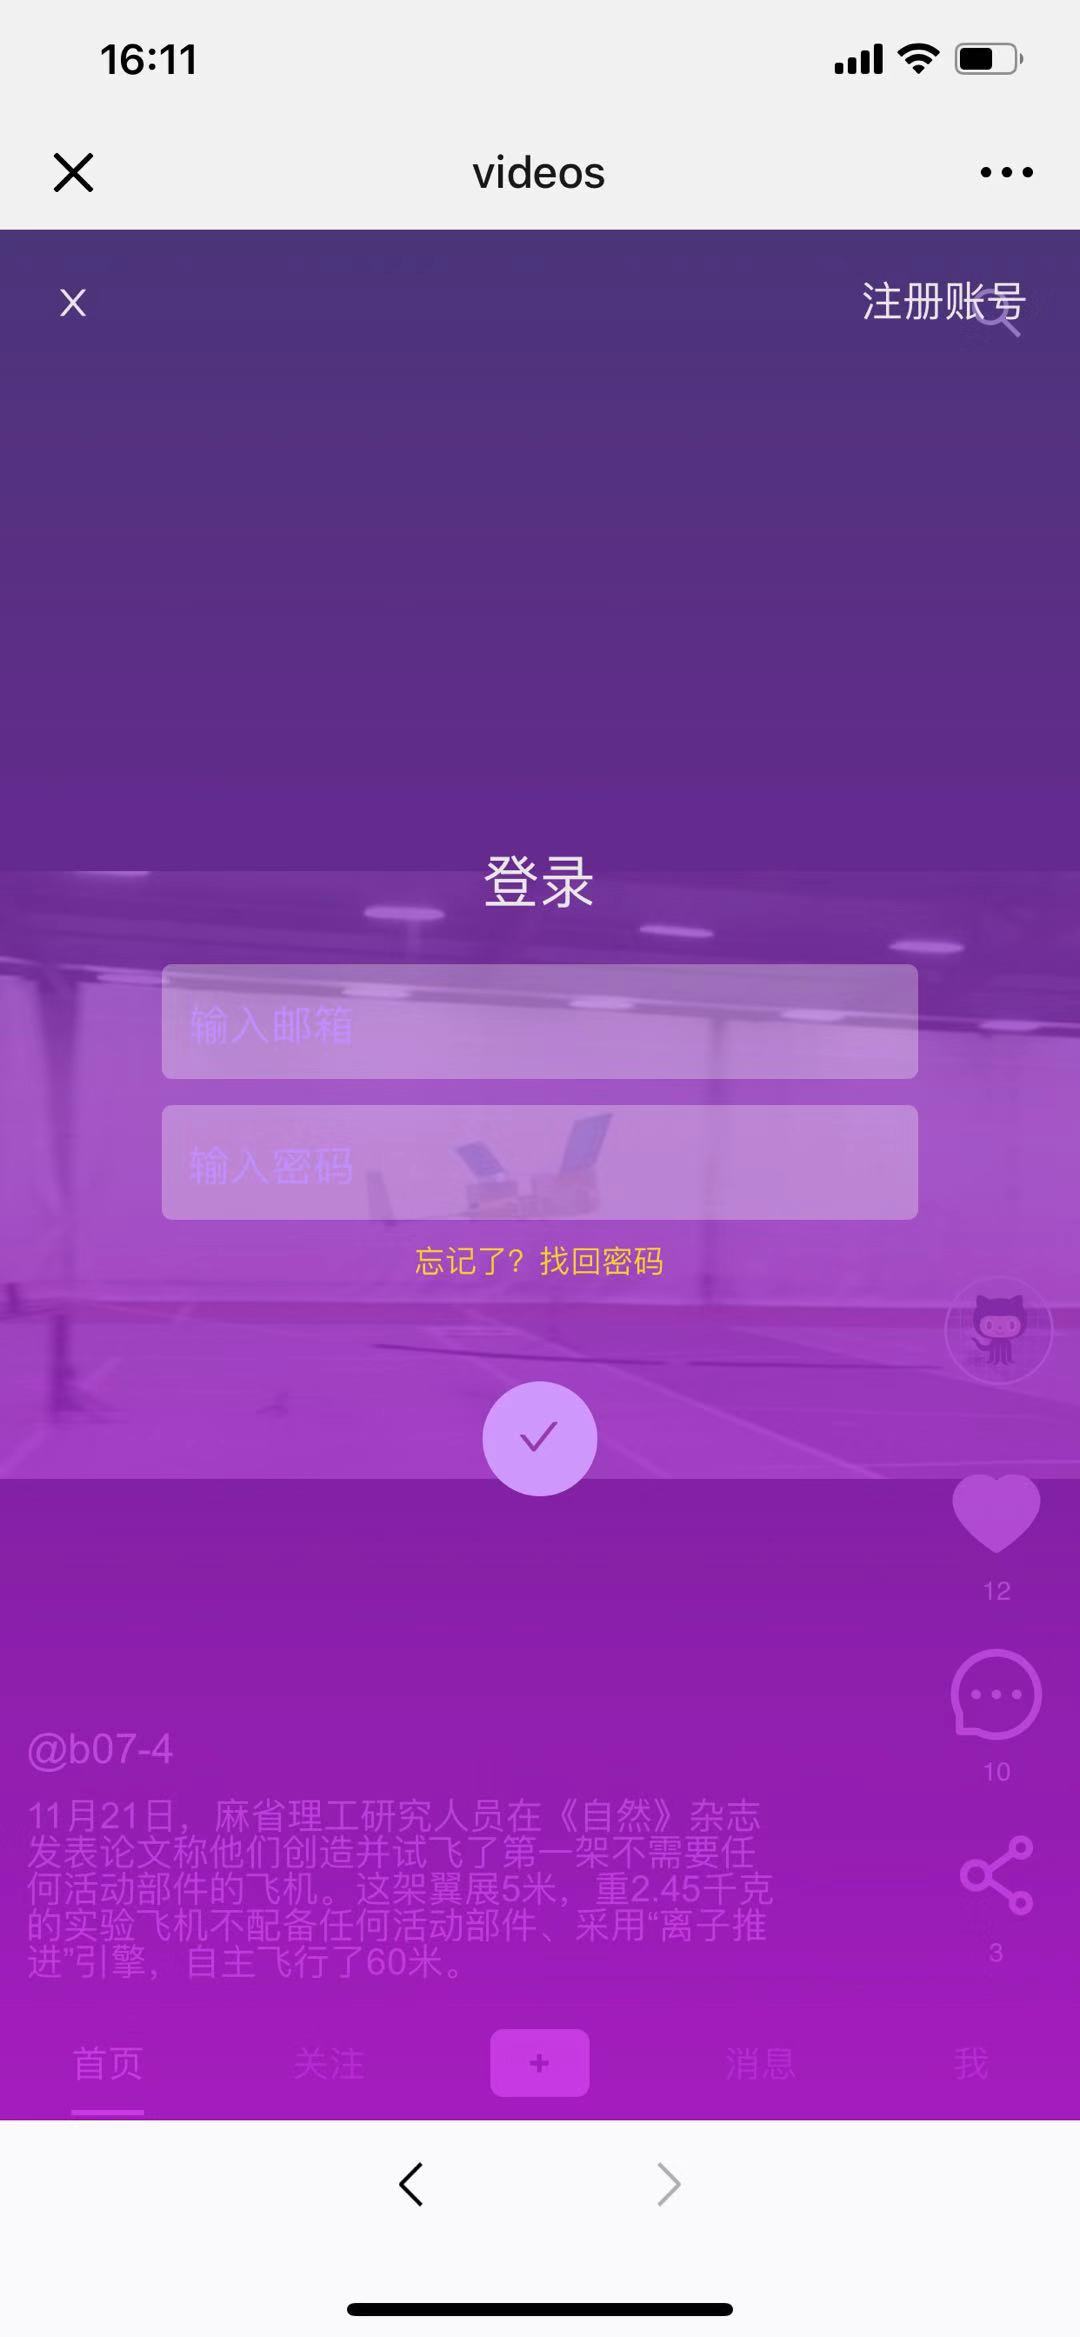 16:11
videos
X
注册账号
登录
输入邮箱
输入密码
忘记了？找回密码
12
10
@b07-4
11月21日，麻省理工研究人员在《自然》杂志
发表论文称他们创造并试飞了第一架不需要任
何活动部件的飞机。这架翼展5米，重2.45千克
的实验飞机不配备任何活动部件、采用“离子推
进”引擎，自主飞行了60米。
3
首页
关注
+
消息
我